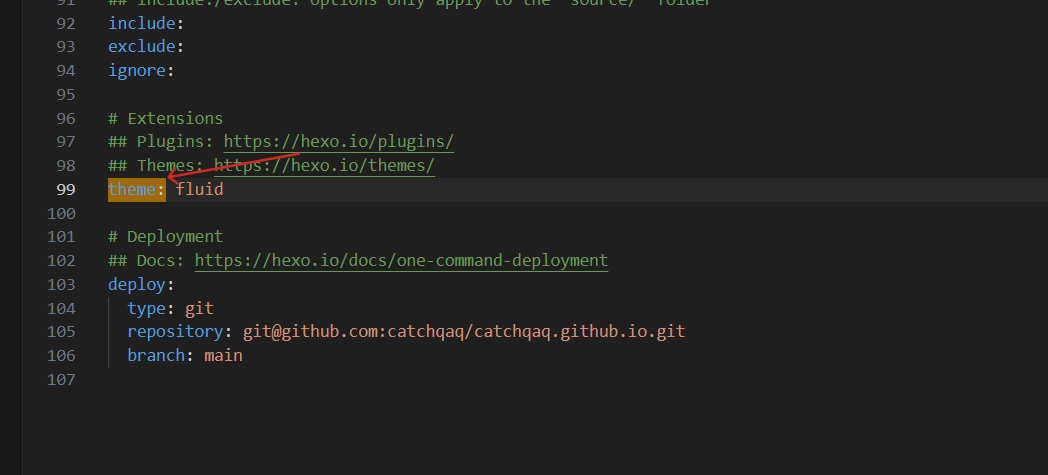 91 ## include:/exclude: options only apply to the 'source/' folder
92 include:
93 exclude:
94 ignore:
95
96 # Extensions
97 ## Plugins: https://hexo.io/plugins/
98 ## Themes: https://hexo.io/themes/
99 theme: fluid
100
101 # Deployment
102 ## Docs: https://hexo.io/docs/one-command-deployment
103 deploy:
104 type: git
105 repository: git@github.com:catchqaq/catchqaq.github.io.git
106 branch: main
107